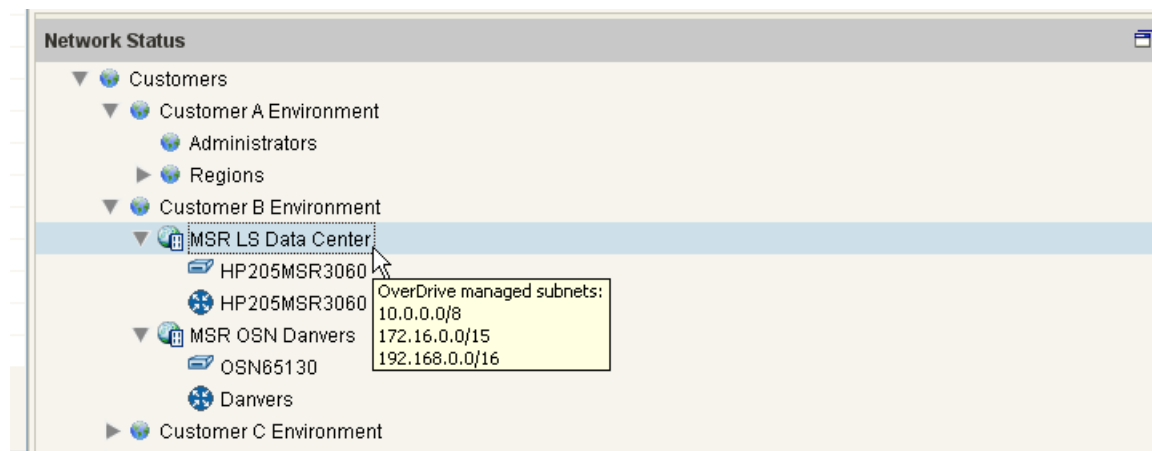 Network Status
Customers
Customer A Environment
Administrators
Regions
Customer B Environment
MSR LS Data Center
HP205MSR3060
HP205MSR3060
OverDrive managed subnets:
10.0.0.0/8
172.16.0.0/15
192.168.0.0/16
MSR OSN Danvers
OSN65130
Danvers
Customer C Environment